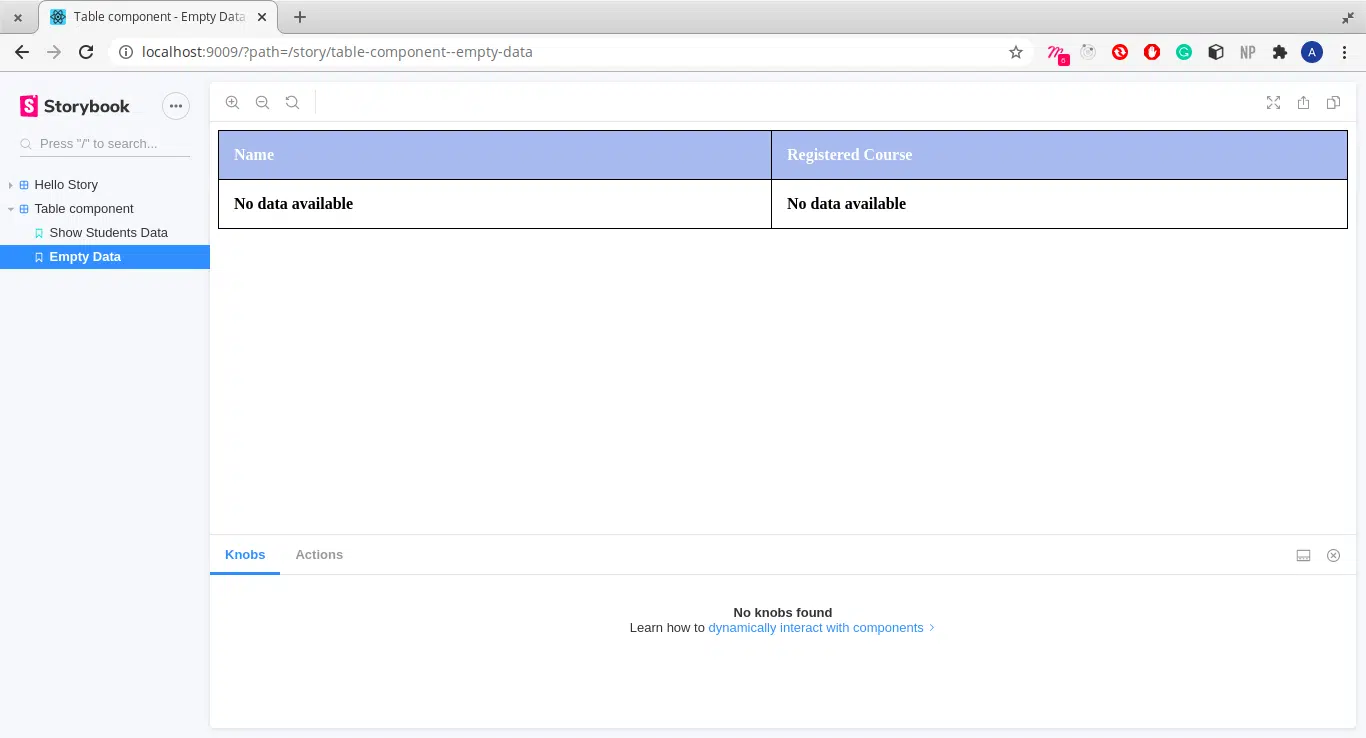 Table component - Empty Data
localhost:9009/?path=/story/table-component--empty-data
6
NP
A
S Storybook
Press "/" to search...
Hello Story
Table component
Show Students Data
Empty Data
Name Registered Course
No data available No data available
Knobs Actions
No knobs found
Learn how to dynamically interact with components